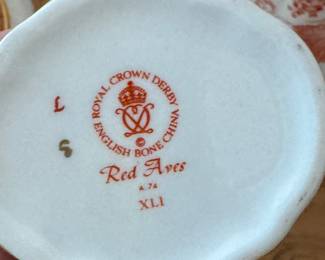 ROYAL CROWN DERBY
ENGLISH BONE CHINA
L
S
Red Aves
A. 74
XLI